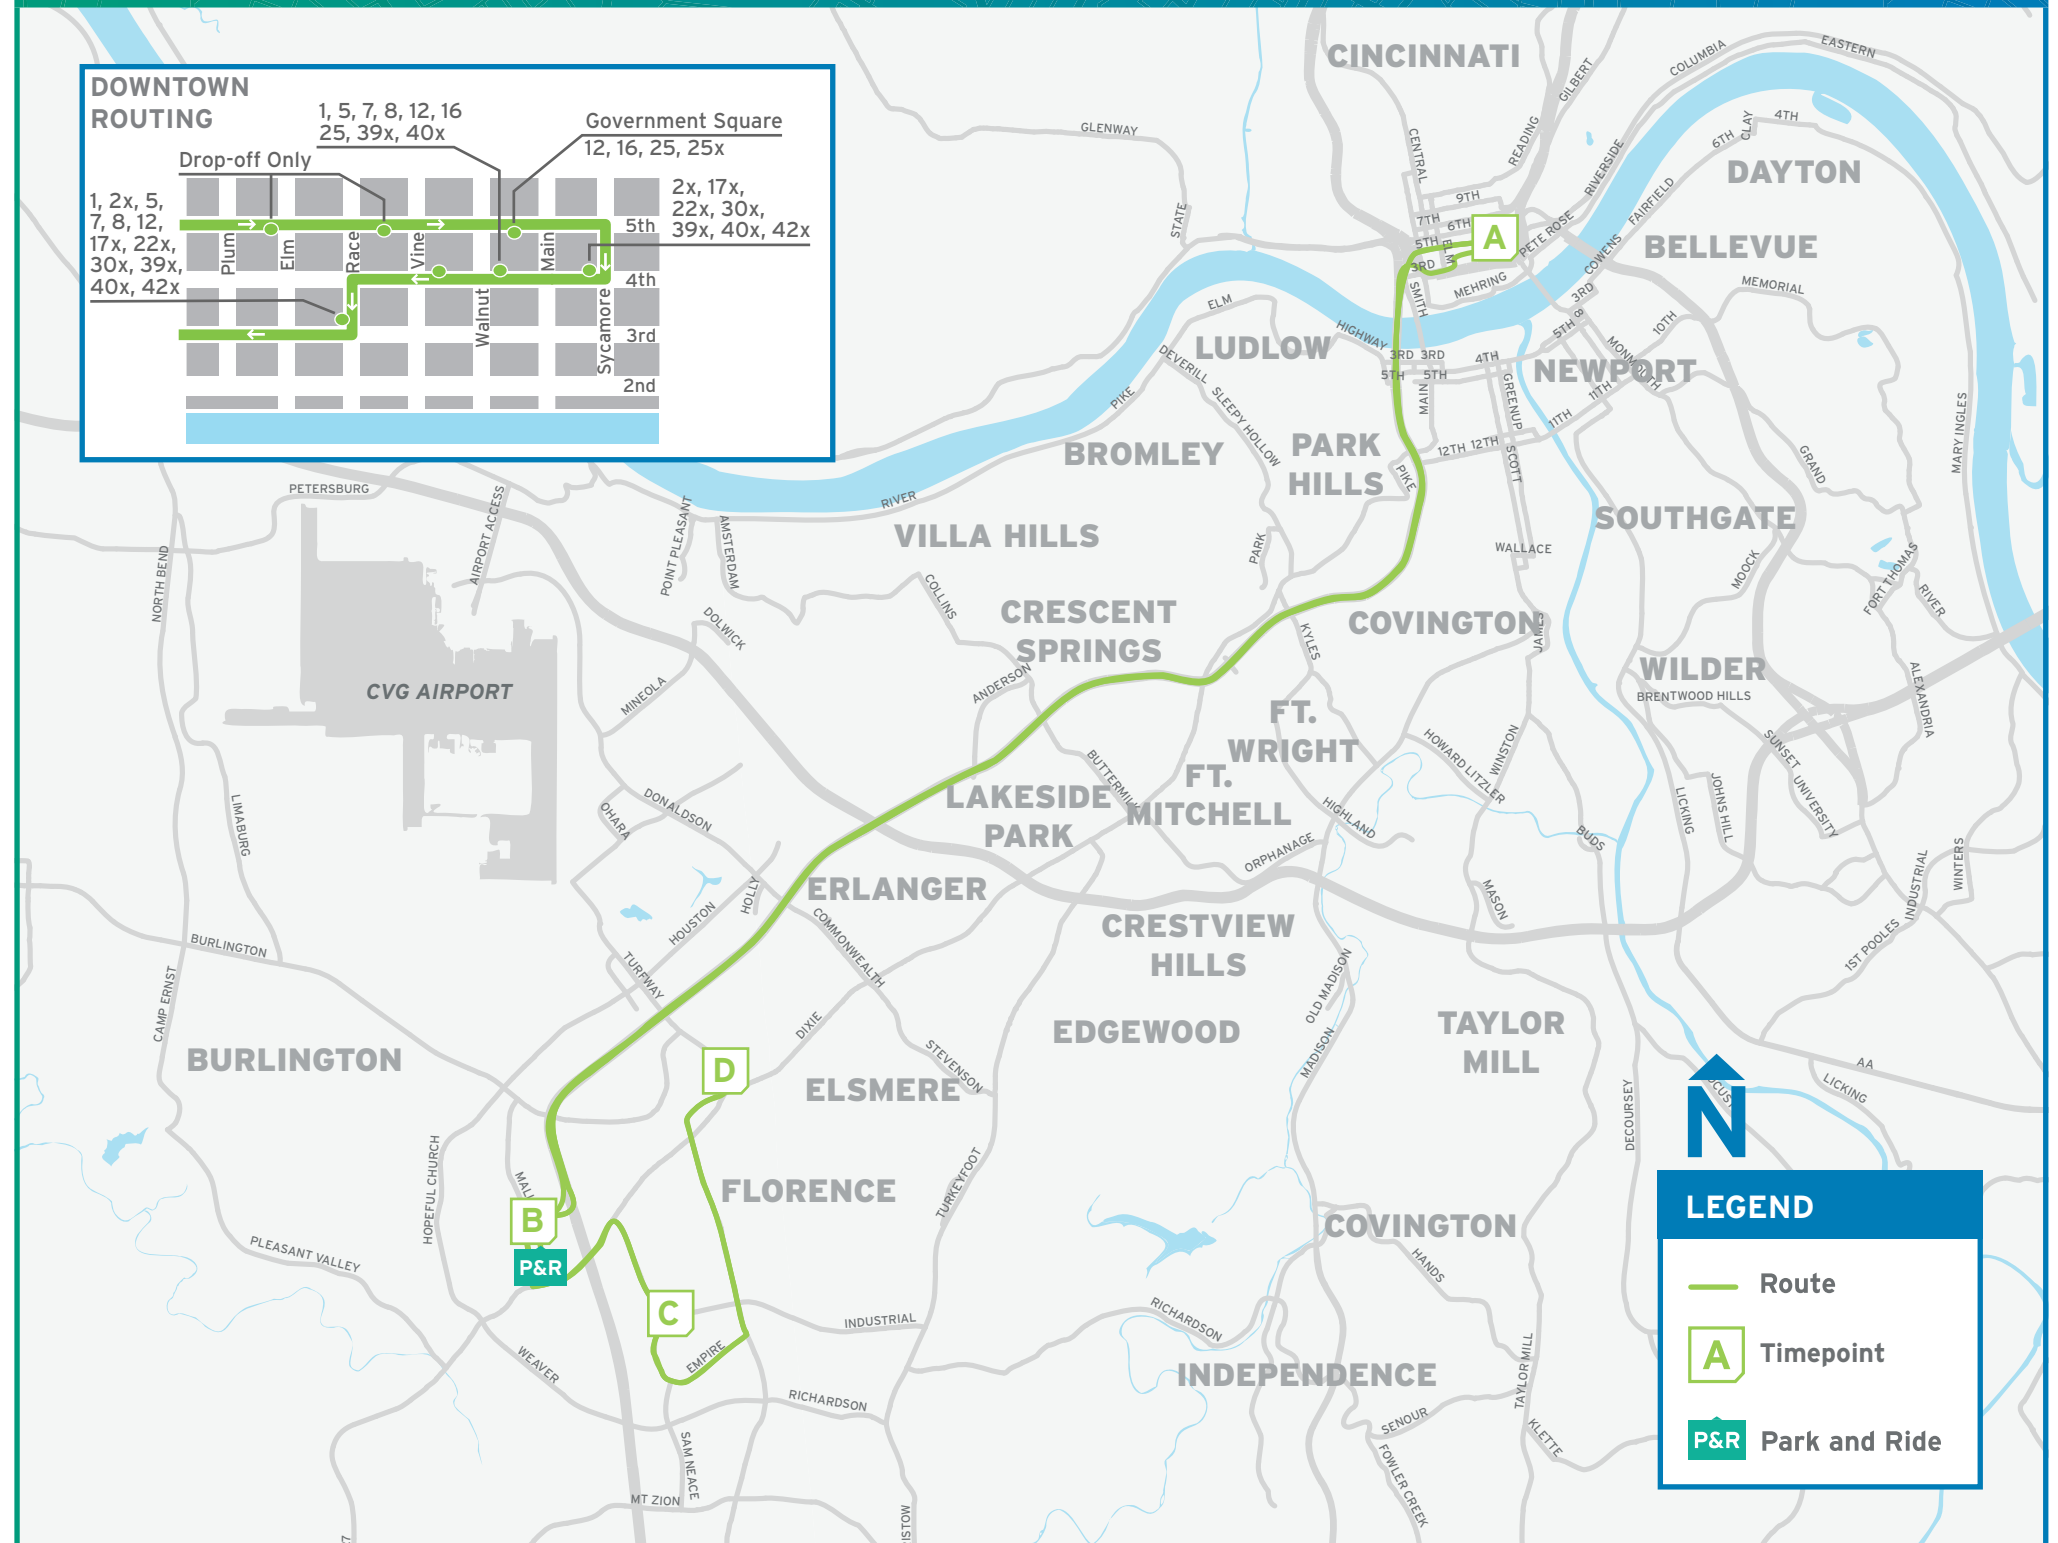 DOWNTOWN
ROUTING
1, 5, 7, 8, 12, 16
25, 39x, 40x
Government Square
12, 16, 25, 25x
Drop-off Only
1, 2x, 5,
7, 8, 12,
17x, 22x,
30x, 39x,
40x, 42x
2x, 17x,
22x, 30x,
39x, 40x, 42x
Plum
Elm
Race
Vine
Walnut
Main
Sycamore
5th
4th
3rd
2nd
CINCINNATI
COLUMBIA
EASTERN
GILBERT
GLENWAY
CENTRAL
READING
RIVERSIDE
6TH
CLAY
4TH
DAYTON
STATE
9TH
7TH
6TH
5TH
ELM
3RD
A
PETE ROSE
FAIRFIELD
COWENS
BELLEVUE
SMITH
MEHRING
3RD
8
5TH
MEMORIAL
10TH
ELM
HIGHWAY
LUDLOW
DEVERILL
SLEEPY HOLLOW
PIKE
3RD
3RD
4TH
5TH
5TH
MAIN
GREENUP
NEWPORT
MONMOUTH
11TH
11TH
MARY INGLES
BROMLEY
PARK
HILLS
PIKE
12TH
12TH
SCOTT
GRAND
PETERSBURG
AIRPORT ACCESS
POINT PLEASANT
AMSTERDAM
RIVER
VILLA HILLS
SOUTHGATE
NORTH BEND
PARK
WALLACE
MOOCK
FORT THOMAS
RIVER
COLLINS
DOLWICK
CRESCENT
SPRINGS
KYLES
COVINGTON
JAMES
CVG AIRPORT
MINEOLA
ANDERSON
WILDER
BRENTWOOD HILLS
ALEXANDRIA
FT.
WRIGHT
HOWARD LITZLER
WINSTON
SUNSET
UNIVERSITY
LIMABURG
OHARA
DONALDSON
LAKESIDE
PARK
BUTTERMILK
FT.
MITCHELL
HIGHLAND
ORPHANAGE
BUDS
LICKING
JOHNS HILL
INDUSTRIAL
WINTERS
ERLANGER
HOLLY
HOUSTON
COMMONWEALTH
CRESTVIEW
HILLS
MASON
1ST POOLES
BURLINGTON
CAMP ERNST
TURFWAY
DIXIE
OLD MADISON
MADISON
EDGEWOOD
TAYLOR
MILL
BURLINGTON
D
STEVENSON
ELSMERE
DECOURSEY
AA
LICKING
N
HOPEFUL CHURCH
MALL
B
P&R
FLORENCE
TURKEYFOOT
COVINGTON
HANDS
PLEASANT VALLEY
C
EMPIRE
INDUSTRIAL
RICHARDSON
WEAVER
RICHARDSON
INDEPENDENCE
TAYLOR MILL
SENOUR
KLETTE
FOWLER CREEK
SAM NEACE
MT ZION
LEGEND
Route
A
Timepoint
P&R
Park and Ride